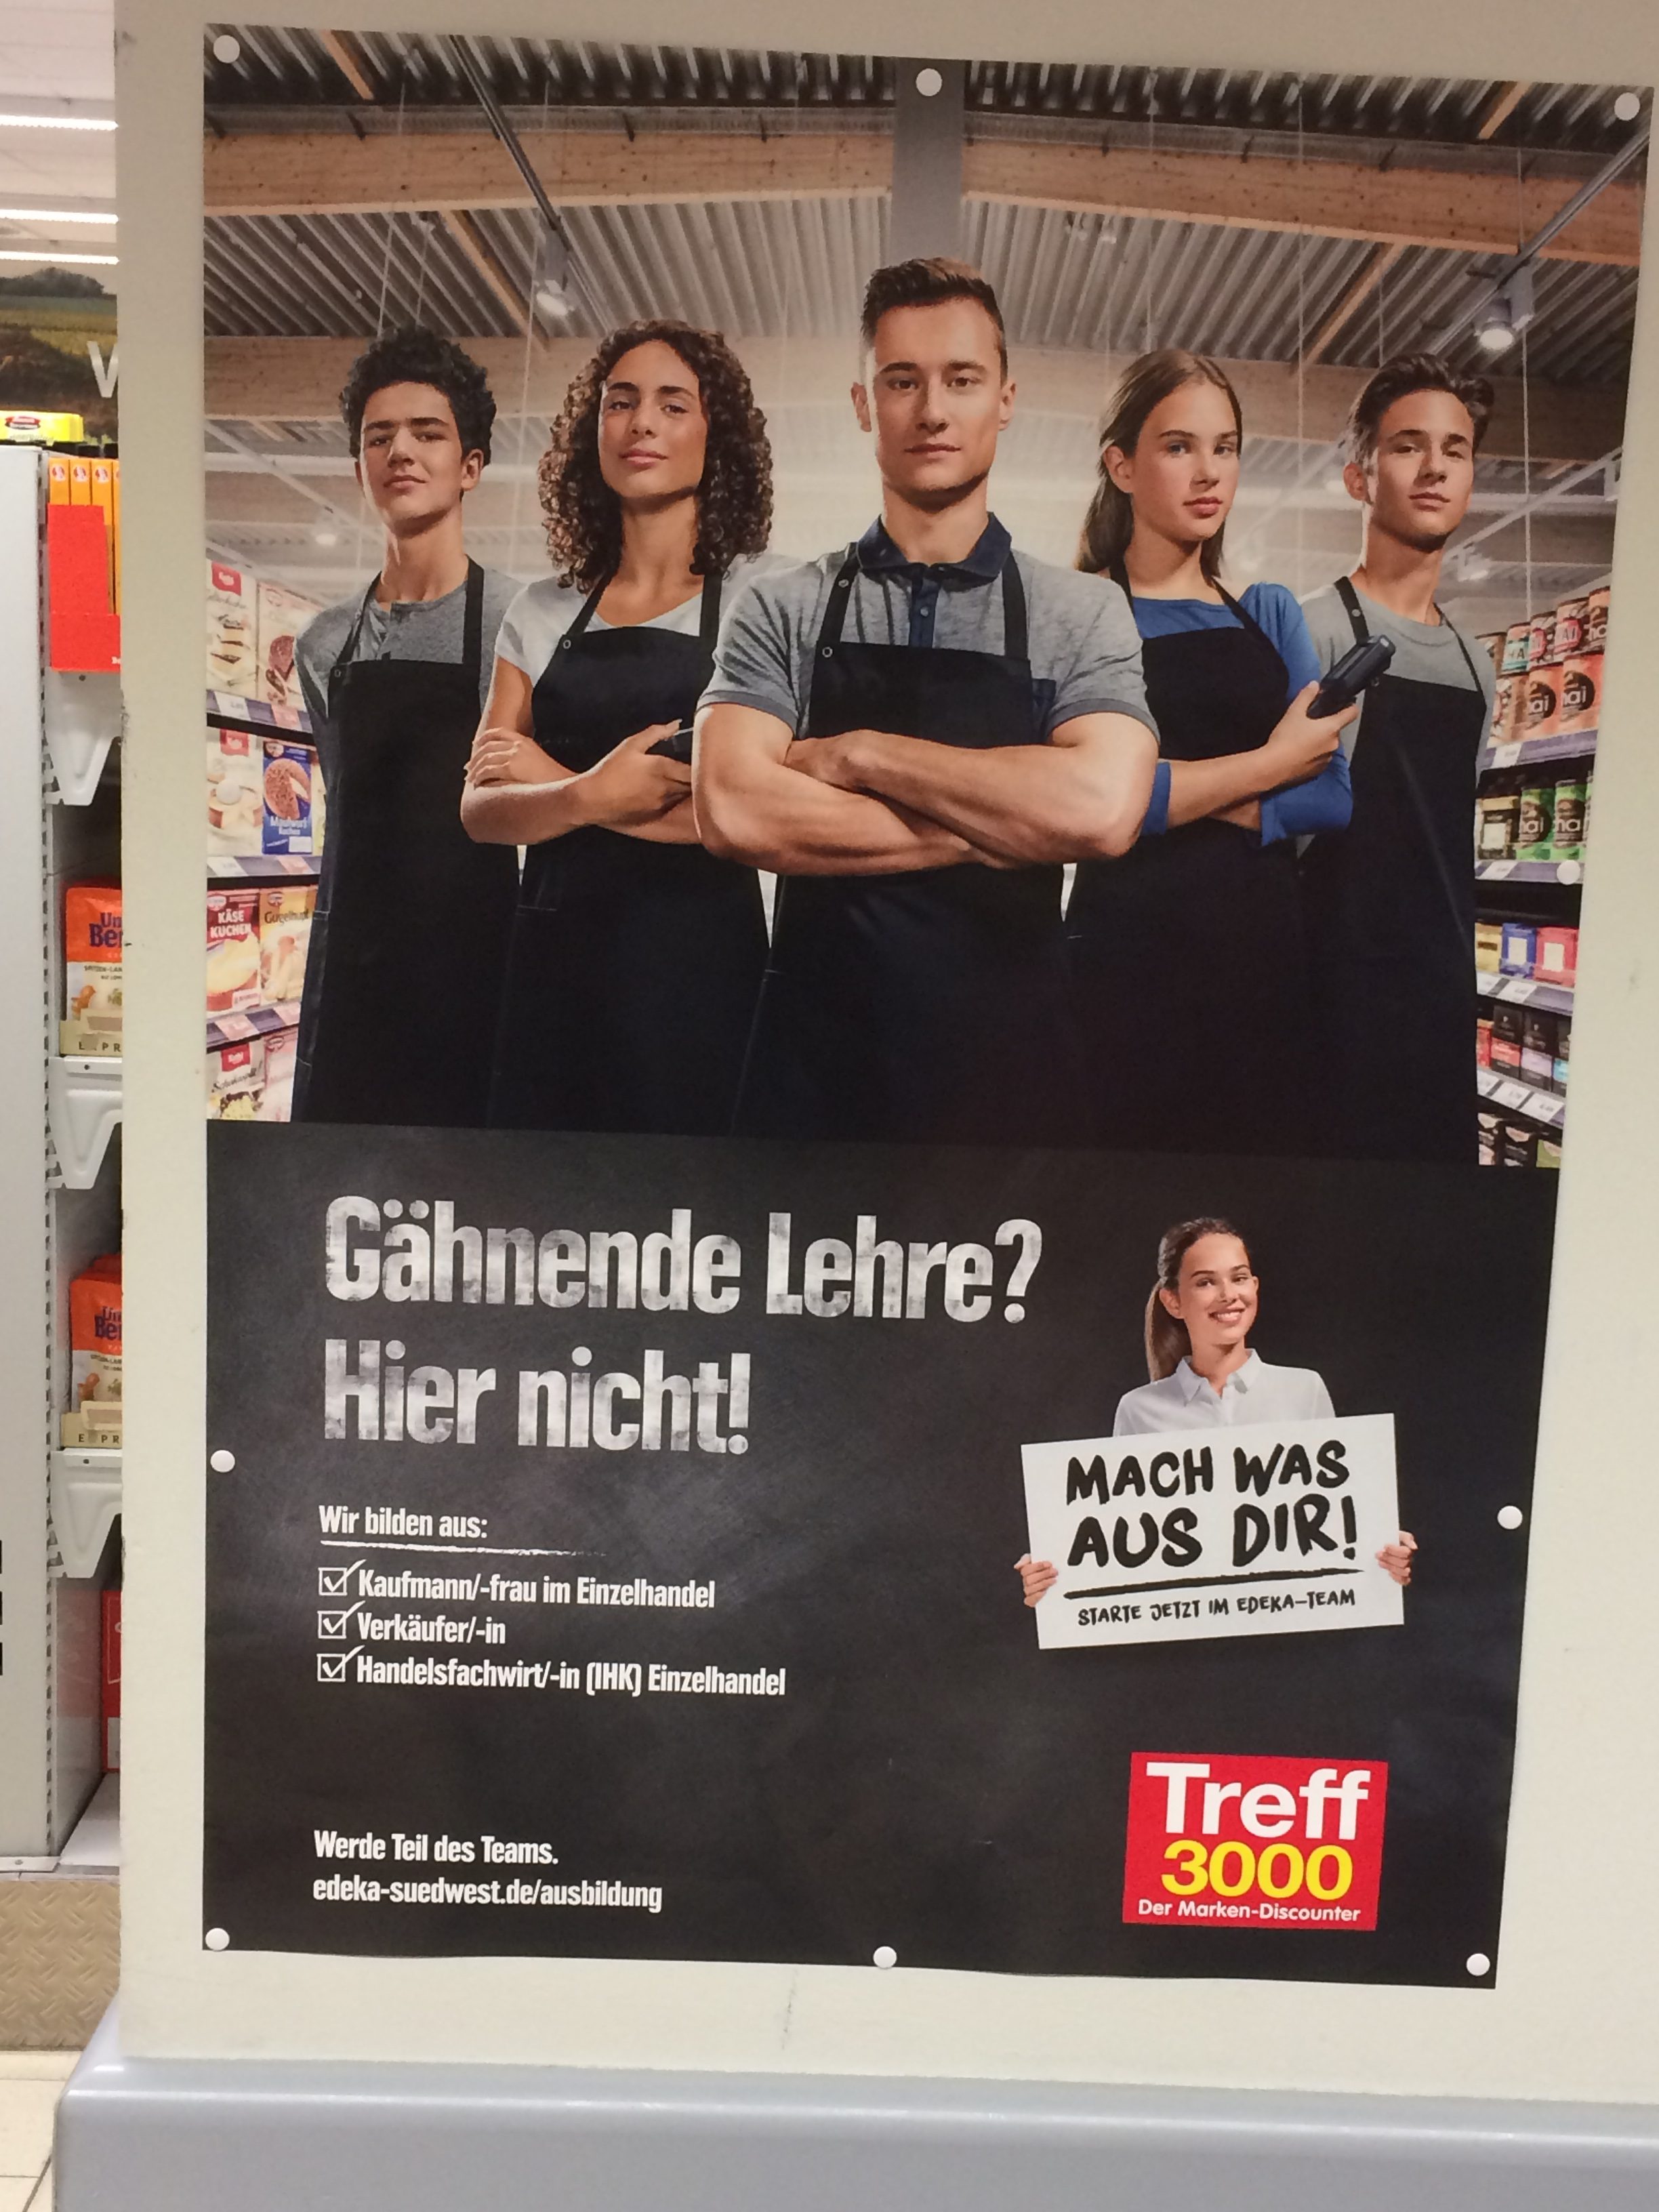 KÄSE
KUCHEN
Gähnende Lehre?
Hier nicht!
Wir bilden aus:
Kaufmann/-frau im Einzelhandel
Verkäufer/-in
Handelsfachwirt/-in (IHK) Einzelhandel
MACH WAS
AUS DIR!
STARTE JETZT IM EDEKA-TEAM
Werde Teil des Teams.
edeka-suedwest.de/ausbildung
Treff
3000
Der Marken-Discounter